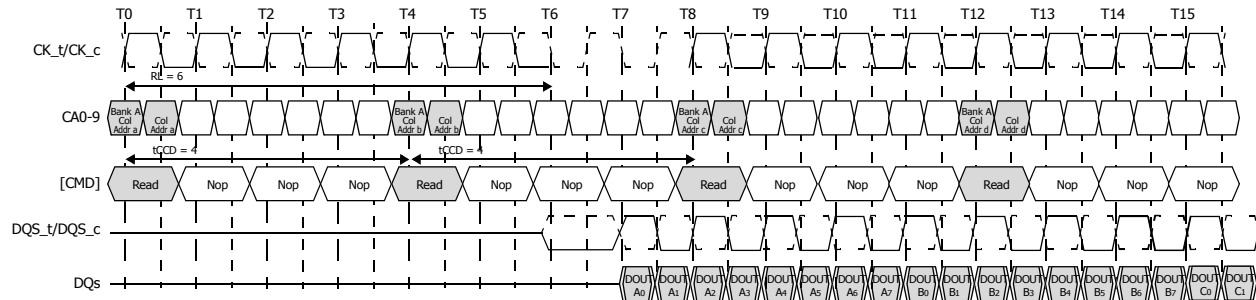 T0 T1 T2 T3 T4 T5 T6 T7 T8 T9 T10 T11 T12 T13 T14 T15
CK_t/CK_c
RL = 6
CA0-9
Bank A
Col
Addr a
Col
Addr a
Bank A
Col
Addr b
Col
Addr b
Bank A
Col
Addr c
Col
Addr c
Bank A
Col
Addr d
Col
Addr d
tCCD = 4 tCCD = 4
[CMD] Read Nop Nop Nop Read Nop Nop Nop Read Nop Nop Nop Read Nop Nop Nop
DQS_t/DQS_c
DQs
DOUT DOUT DOUT DOUT DOUT DOUT DOUT DOUT DOUT DOUT DOUT DOUT DOUT DOUT DOUT DOUT DOUT DOUT
A0 A1 A2 A3 A4 A5 A6 A7 B0 B1 B2 B3 B4 B5 B6 B7 C0 C1